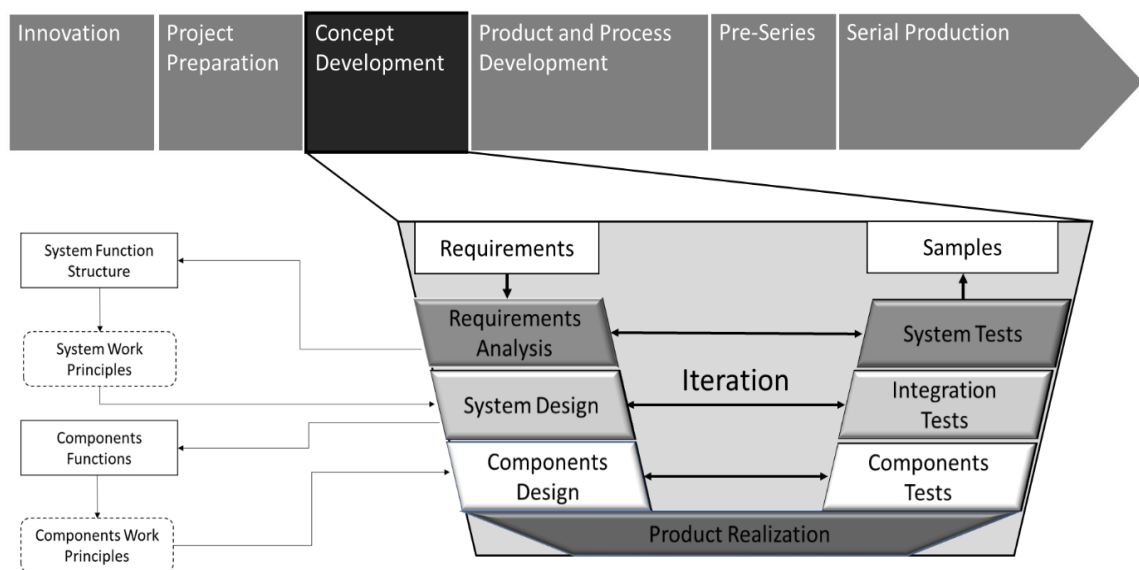 Innovation
Project
Preparation
Concept
Development
Product and Process
Development
Pre-Series
Serial Production
System Function
Structure
System Work
Principles
Components
Functions
Components Work
Principles
Requirements
Samples
Requirements
Analysis
System Tests
Iteration
System Design
Integration
Tests
Components
Design
Components
Tests
Product Realization